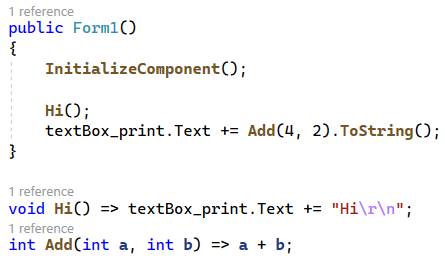 1 reference
public Form1()
{
    InitializeComponent();

    Hi();
    textBox_print.Text += Add(4, 2).ToString();
}

1 reference
void Hi() => textBox_print.Text += "Hi\r\n";
1 reference
int Add(int a, int b) => a + b;